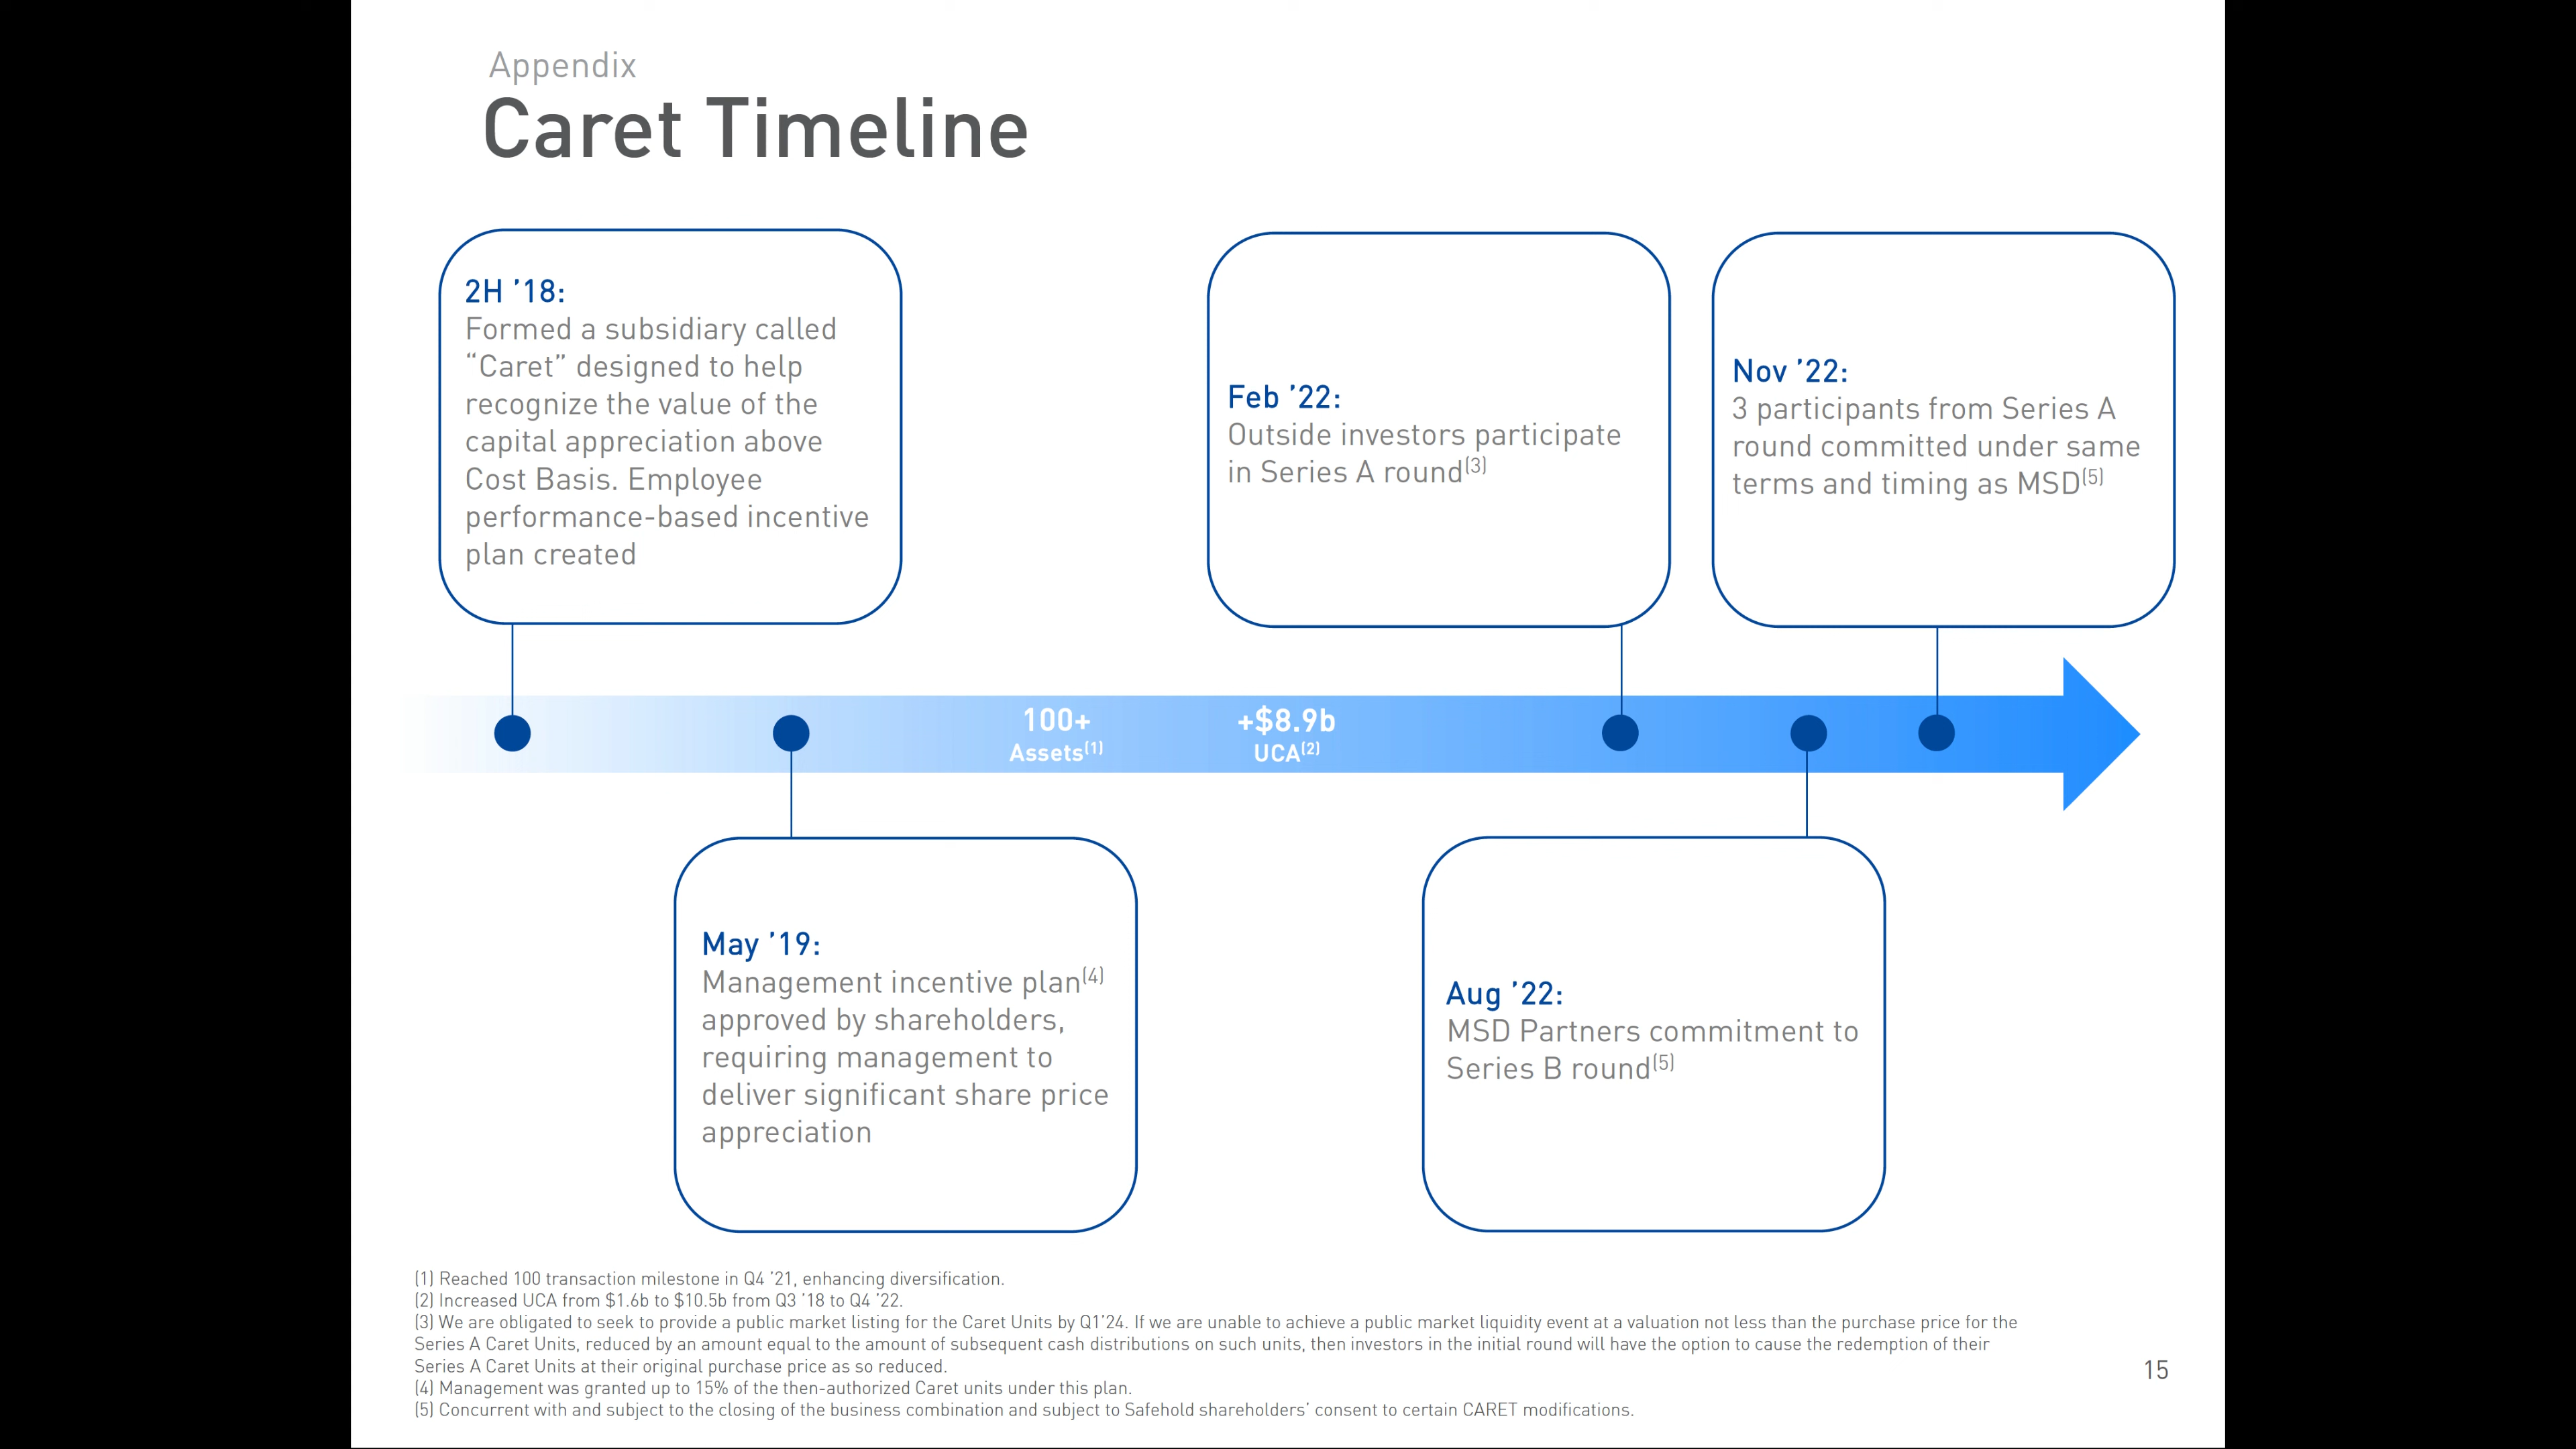 Appendix
Caret Timeline
2H ’18:
Formed a subsidiary called
“Caret” designed to help
recognize the value of the
capital appreciation above
Cost Basis. Employee
performance-based incentive
plan created
Feb ’22:
Outside investors participate
in Series A round(3)
Nov ’22:
3 participants from Series A
round committed under same
terms and timing as MSD(5)
100+
Assets(1)
+$8.9b
UCA(2)
May ’19:
Management incentive plan(4)
approved by shareholders,
requiring management to
deliver significant share price
appreciation
Aug ’22:
MSD Partners commitment to
Series B round(5)
(1) Reached 100 transaction milestone in Q4 ’21, enhancing diversification.
(2) Increased UCA from $1.6b to $10.5b from Q3 ’18 to Q4 ’22.
(3) We are obligated to seek to provide a public market listing for the Caret Units by Q1’24. If we are unable to achieve a public market liquidity event at a valuation not less than the purchase price for the
Series A Caret Units, reduced by an amount equal to the amount of subsequent cash distributions on such units, then investors in the initial round will have the option to cause the redemption of their
Series A Caret Units at their original purchase price as so reduced.
(4) Management was granted up to 15% of the then-authorized Caret units under this plan.
(5) Concurrent with and subject to the closing of the business combination and subject to Safehold shareholders’ consent to certain CARET modifications.
15